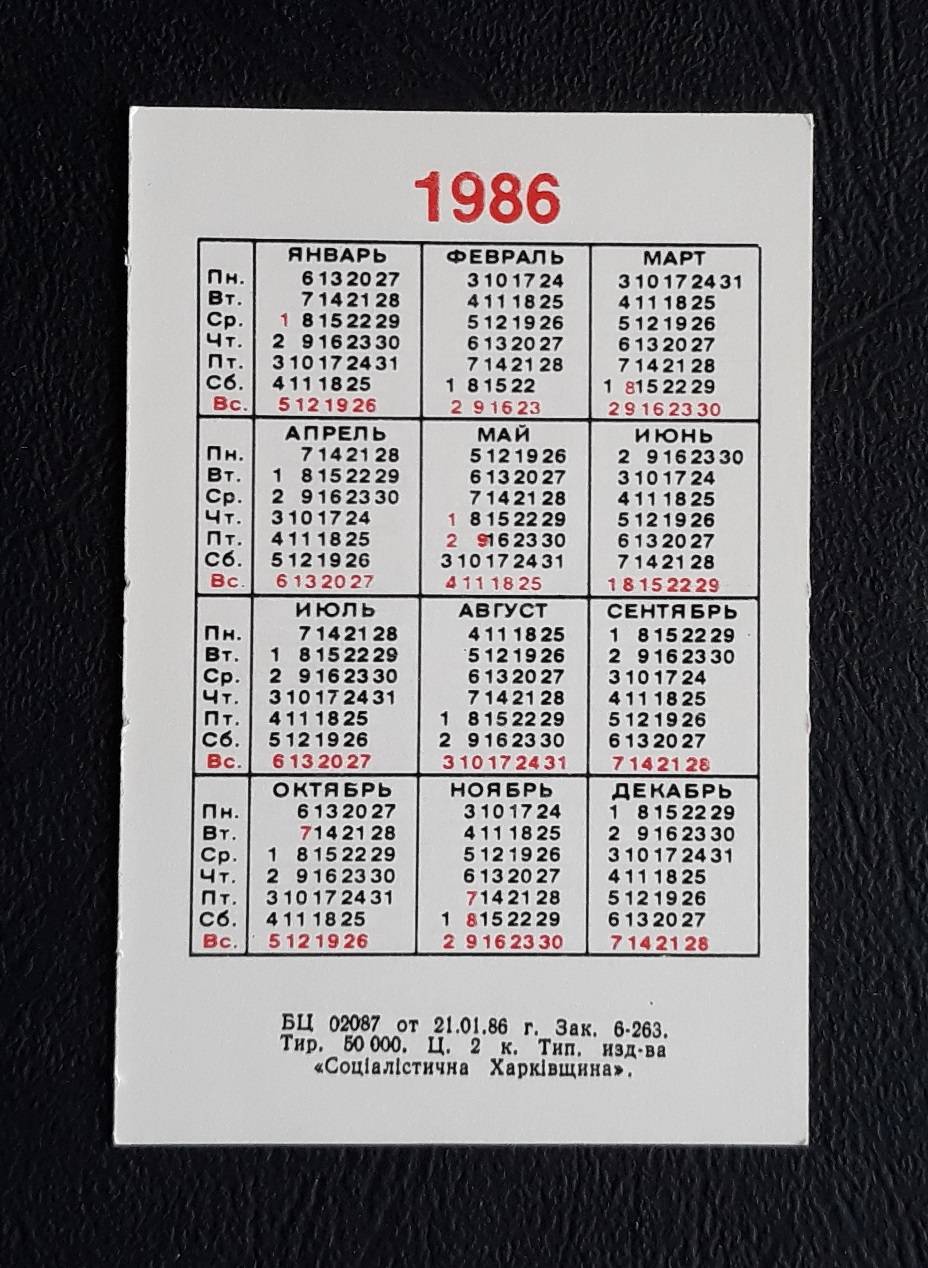 1986
ЯНВАРЬ ФЕВРАЛЬ МАРТ
Пн. 6 13 20 27 3 10 17 24 3 10 17 24 31
Вт. 7 14 21 28 4 11 18 25 4 11 18 25
Ср. 1 8 15 22 29 5 12 19 26 5 12 19 26
Чт. 2 9 16 23 30 6 13 20 27 6 13 20 27
Пт. 3 10 17 24 31 7 14 21 28 7 14 21 28
Сб. 4 11 18 25 1 8 15 22 1 8 15 22 29
Вс. 5 12 19 26 2 9 16 23 2 9 16 23 30
АПРЕЛЬ МАЙ ИЮНЬ
Пн. 7 14 21 28 5 12 19 26 2 9 16 23 30
Вт. 1 8 15 22 29 6 13 20 27 3 10 17 24
Ср. 2 9 16 23 30 7 14 21 28 4 11 18 25
Чт. 3 10 17 24 1 8 15 22 29 5 12 19 26
Пт. 4 11 18 25 2 9 16 23 30 6 13 20 27
Сб. 5 12 19 26 3 10 17 24 31 7 14 21 28
Вс. 6 13 20 27 4 11 18 25 1 8 15 22 29
ИЮЛЬ АВГУСТ СЕНТЯБРЬ
Пн. 7 14 21 28 4 11 18 25 1 8 15 22 29
Вт. 1 8 15 22 29 5 12 19 26 2 9 16 23 30
Ср. 2 9 16 23 30 6 13 20 27 3 10 17 24
Чт. 3 10 17 24 31 7 14 21 28 4 11 18 25
Пт. 4 11 18 25 1 8 15 22 29 5 12 19 26
Сб. 5 12 19 26 2 9 16 23 30 6 13 20 27
Вс. 6 13 20 27 3 10 17 24 31 7 14 21 28
ОКТЯБРЬ НОЯБРЬ ДЕКАБРЬ
Пн. 6 13 20 27 3 10 17 24 1 8 15 22 29
Вт. 7 14 21 28 4 11 18 25 2 9 16 23 30
Ср. 1 8 15 22 29 5 12 19 26 3 10 17 24 31
Чт. 2 9 16 23 30 6 13 20 27 4 11 18 25
Пт. 3 10 17 24 31 7 14 21 28 5 12 19 26
Сб. 4 11 18 25 1 8 15 22 29 6 13 20 27
Вс. 5 12 19 26 2 9 16 23 30 7 14 21 28
БЦ 02087 от 21.01.86 г. Зак. 6-263.
Тир. 50 000. Ц. 2 к. Тип. изд-ва
«Соціалістична Харківщина».